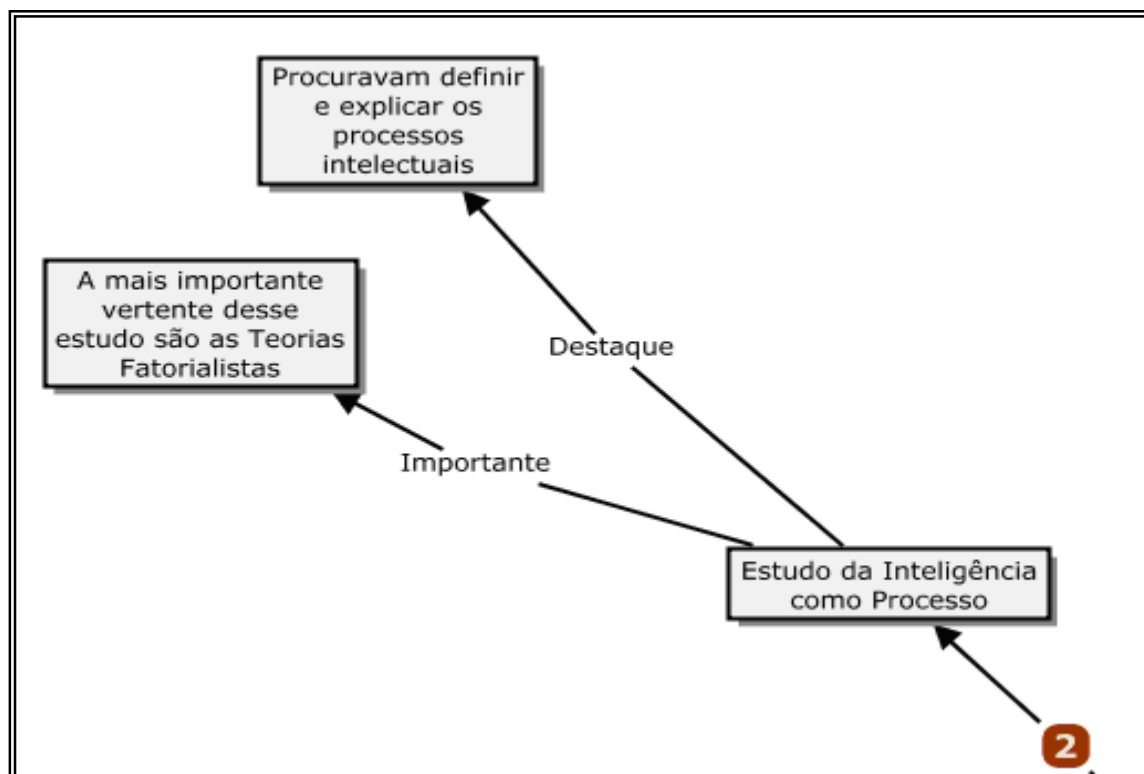 Procuravam definir
e explicar os
processos
intelectuais
A mais importante
vertente desse
estudo são as Teorias
Fatorialistas
Destaque
Importante
Estudo da Inteligência
como Processo
2